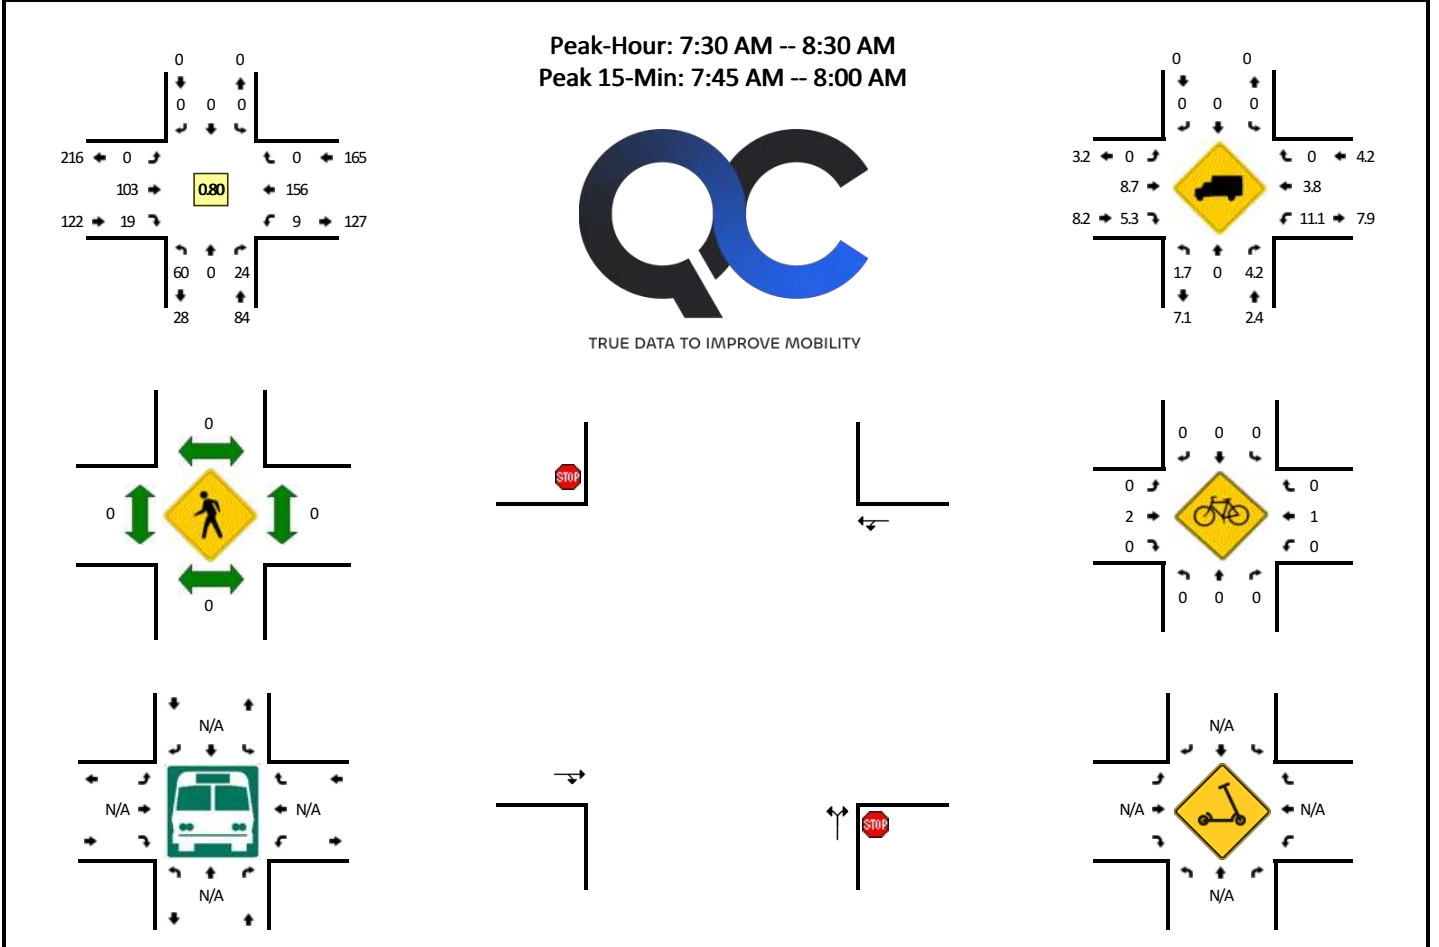 Peak-Hour: 7:30 AM -- 8:30 AM
Peak 15-Min: 7:45 AM -- 8:00 AM
0 0
0 0 0
216 0 0 165
103 0.80 156
122 19 9 127
60 0 24
28 84
QC
TRUE DATA TO IMPROVE MOBILITY
0 0
0 0 0
3.2 0 0 4.2
8.7 3.8
8.2 5.3 11.1 7.9
1.7 0 4.2
7.1 2.4
0
0 0
0
STOP
STOP
0 0 0
0 0
2 1
0 0
0 0 0
N/A
N/A N/A
N/A
N/A
N/A N/A
N/A